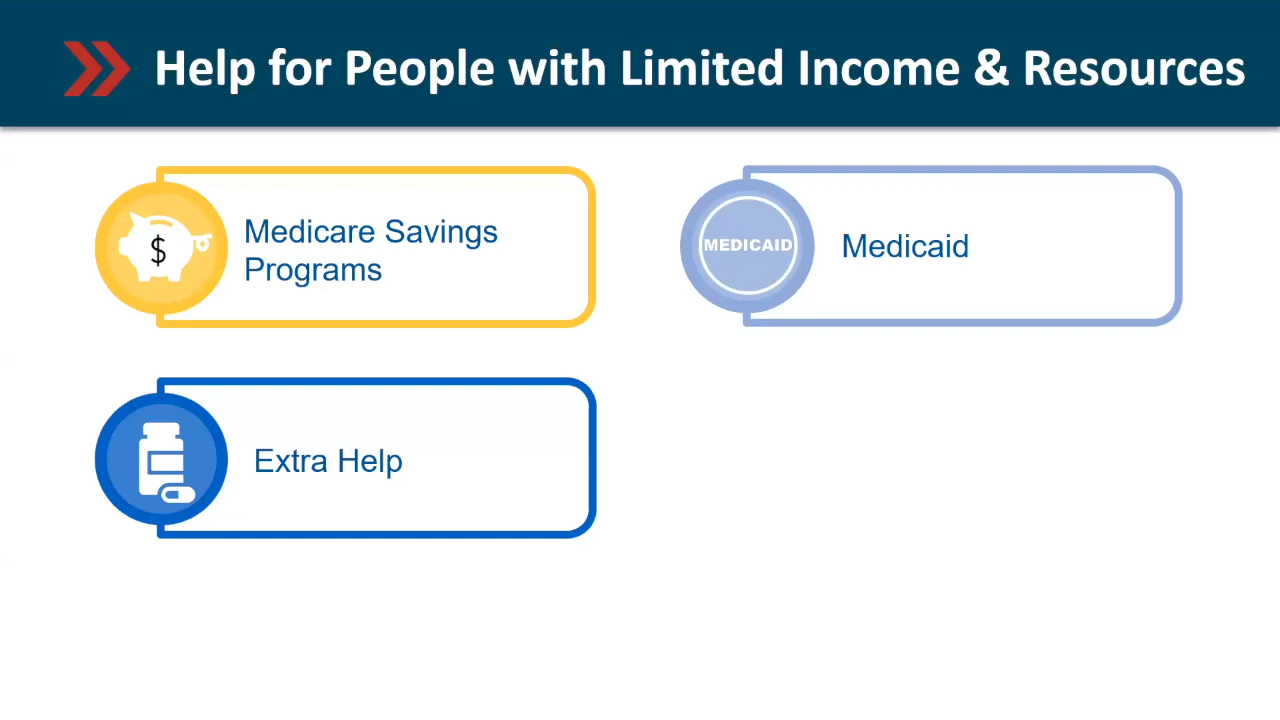 Help for People with Limited Income & Resources
$
Medicare Savings
Programs
MEDICAID
Medicaid
Extra Help